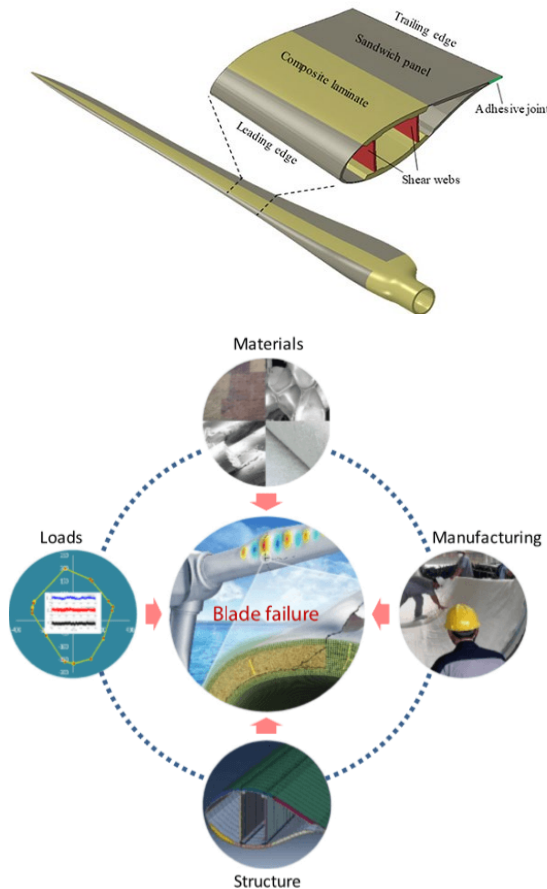 Trailing edge
Sandwich panel
Composite laminate
Adhesive joint
Leading edge
Shear webs
Materials
Loads
Manufacturing
Blade failure
Structure